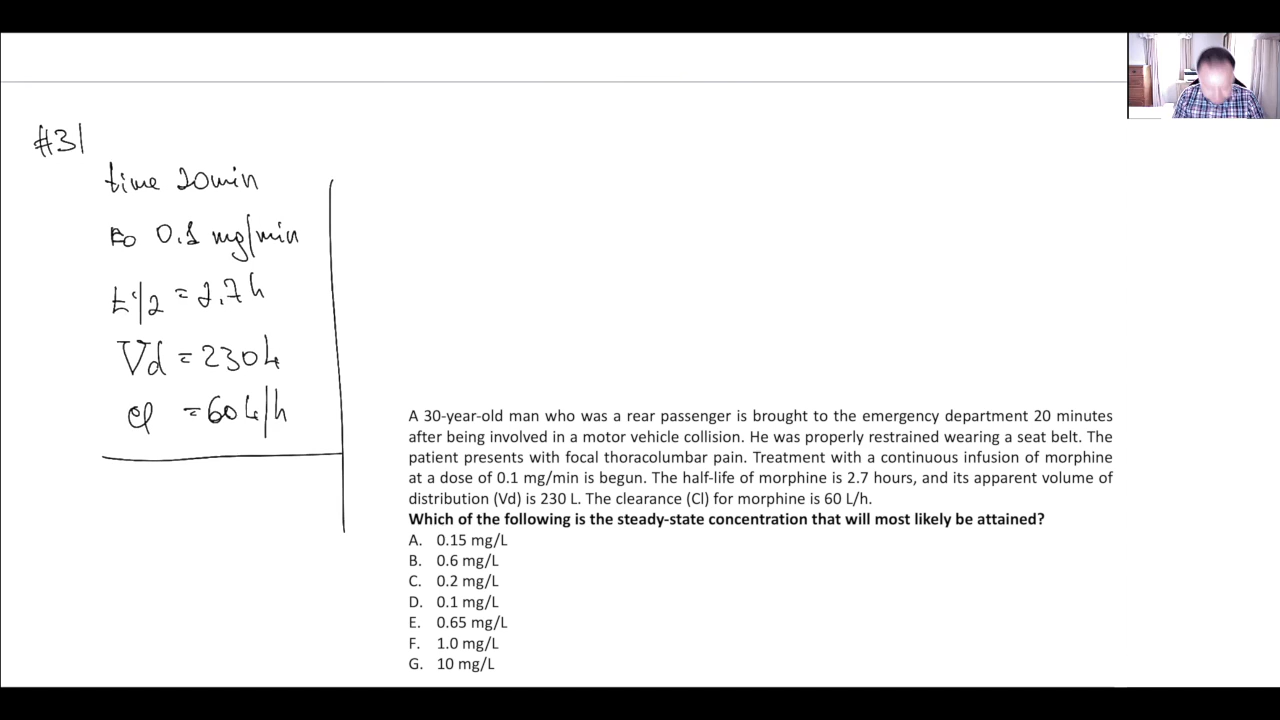 #31
time 20min
Ro 0.1 mg/min
t 1/2 = 2.7h
Vd = 230L
Cl = 60 L/h
A 30-year-old man who was a rear passenger is brought to the emergency department 20 minutes
after being involved in a motor vehicle collision. He was properly restrained wearing a seat belt. The
patient presents with focal thoracolumbar pain. Treatment with a continuous infusion of morphine
at a dose of 0.1 mg/min is begun. The half-life of morphine is 2.7 hours, and its apparent volume of
distribution (Vd) is 230 L. The clearance (Cl) for morphine is 60 L/h.
Which of the following is the steady-state concentration that will most likely be attained?
A. 0.15 mg/L
B. 0.6 mg/L
C. 0.2 mg/L
D. 0.1 mg/L
E. 0.65 mg/L
F. 1.0 mg/L
G. 10 mg/L